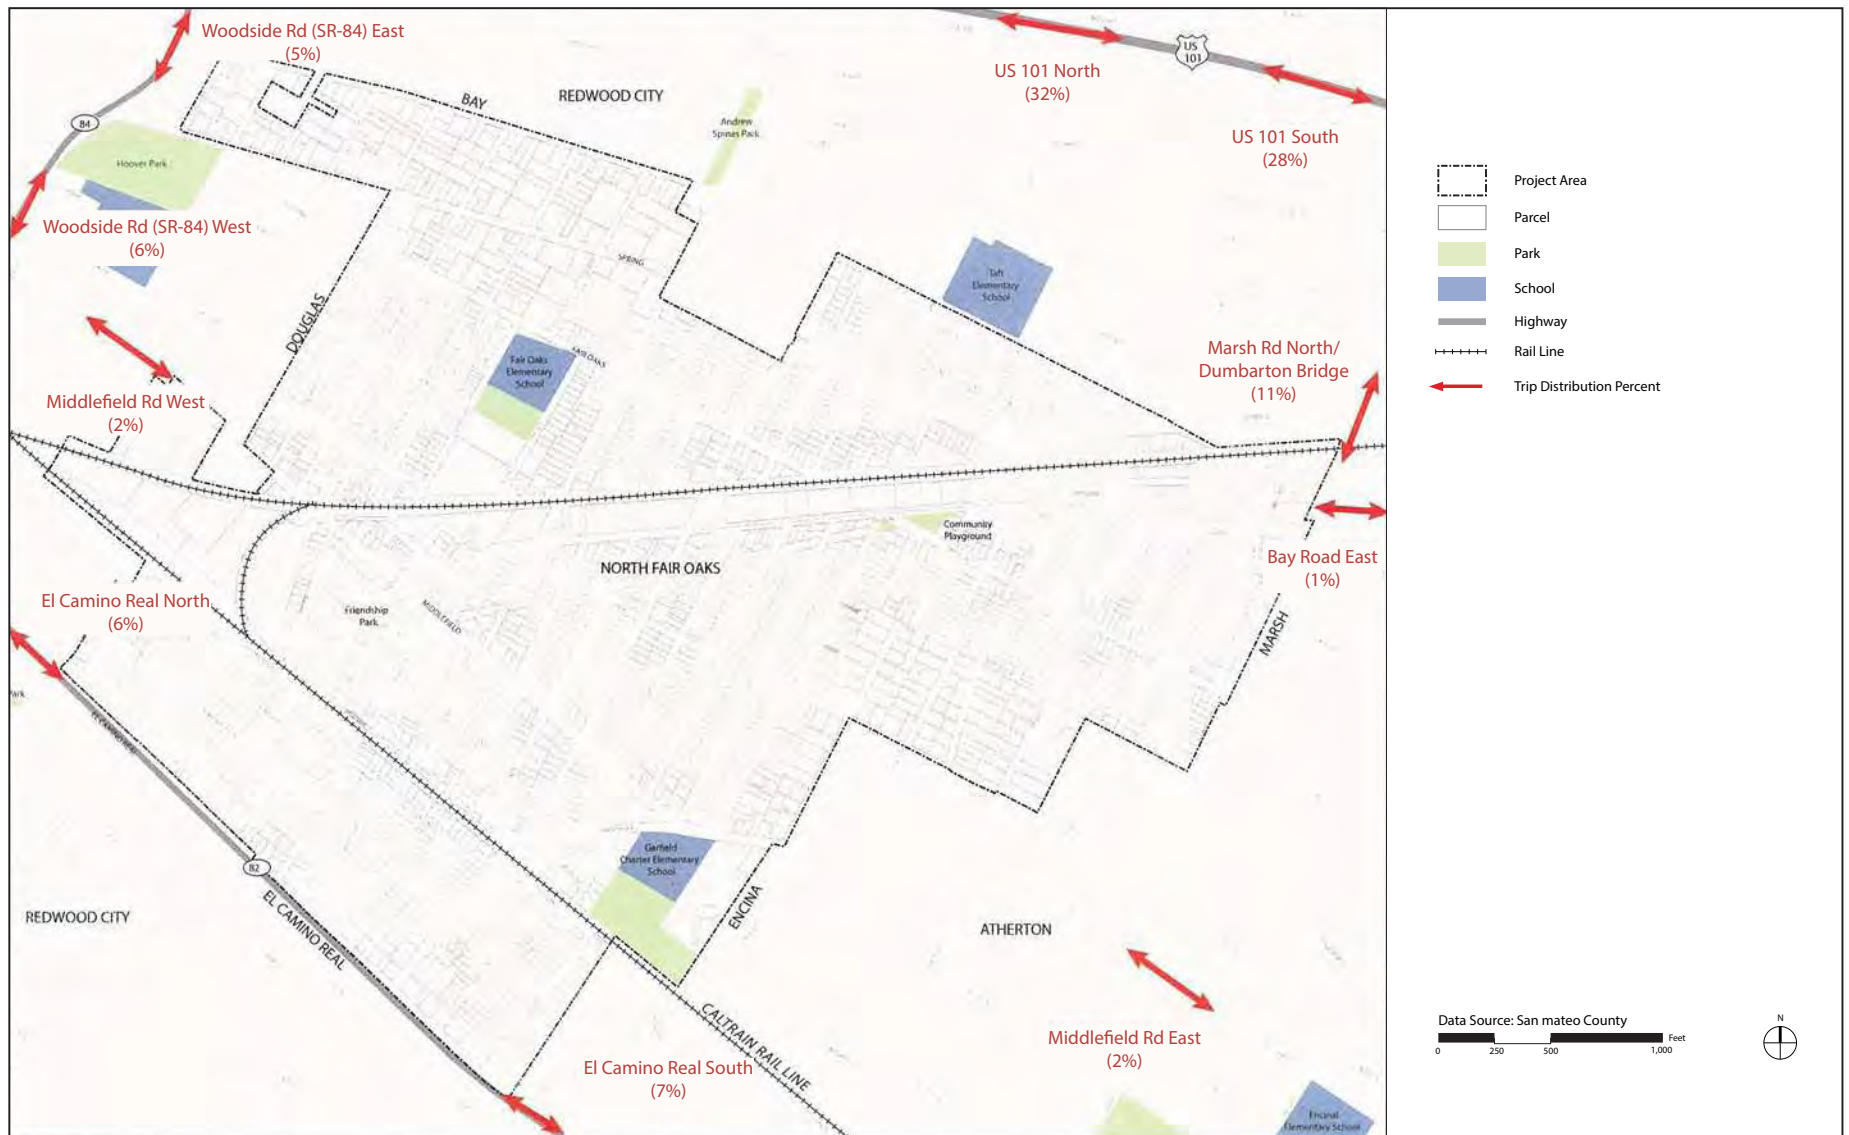 Woodside Rd (SR-84) East
(5%)
BAY
REDWOOD CITY
US 101 North
(32%)
US
101
US 101 South
(28%)
Andrew
Spinas Park
84
Hoover Park
Woodside Rd (SR-84) West
(6%)
SPRING
Taft
Elementary
School
DOUGLAS
Fair Oaks
Elementary
School
FAIR OAKS
Marsh Rd North/
Dumbarton Bridge
(11%)
Middlefield Rd West
(2%)
Community
Playground
NORTH FAIR OAKS
Bay Road East
(1%)
El Camino Real North
(6%)
Friendship
Park
MIDDLEFIELD
MARSH
Park
EL CAMINO REAL
Garfield
Charter Elementary
School
82
ENCINA
REDWOOD CITY
EL CAMINO REAL
ATHERTON
CALTRAIN RAIL LINE
Middlefield Rd East
(2%)
El Camino Real South
(7%)
Encinal
Elementary School
Project Area
Parcel
Park
School
Highway
Rail Line
Trip Distribution Percent
Data Source: San mateo County
Feet
0 250 500 1,000
N